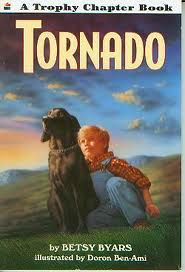 A Trophy Chapter Book
TORNADO
by BETSY BYARS
illustrated by Doron Ben-Ami